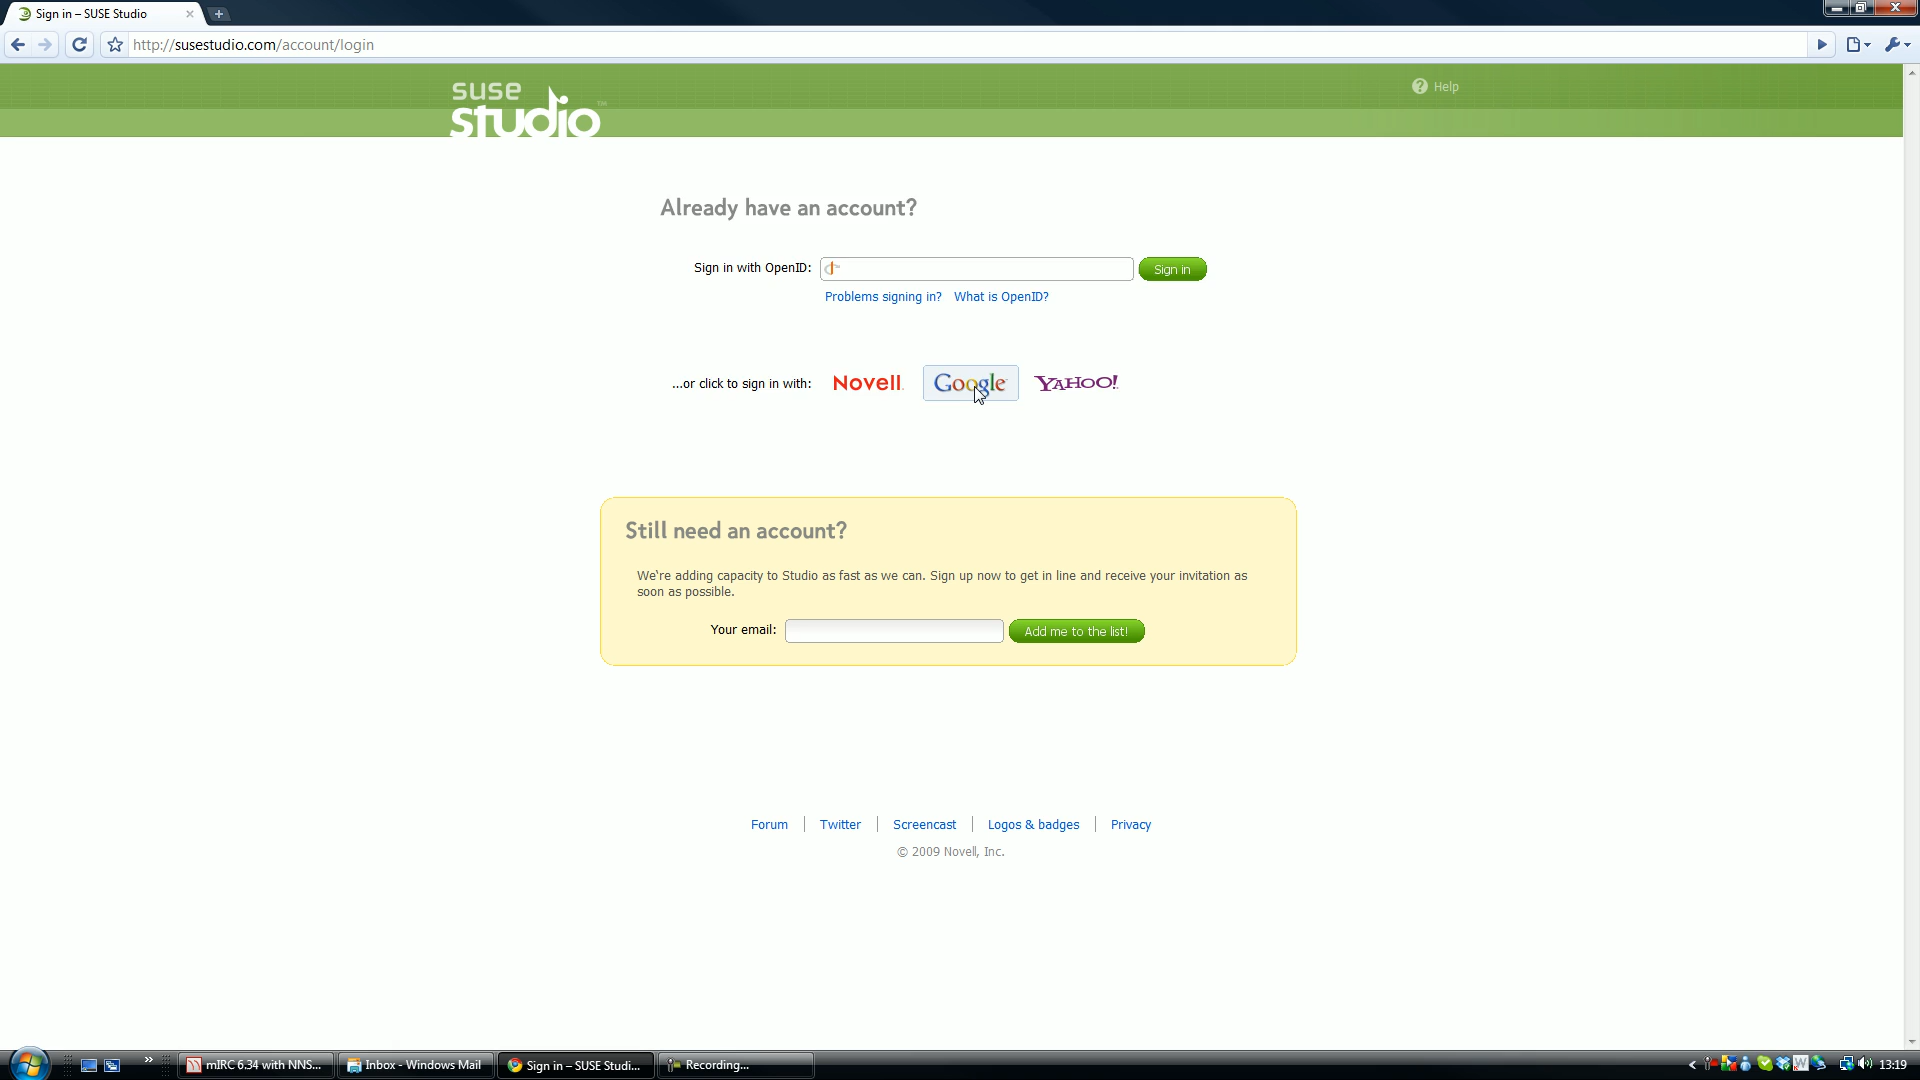 Sign in – SUSE Studio
http://susestudio.com/account/login
suse
studio™
Help
Already have an account?
Sign in with OpenID:
Sign in
Problems signing in? What is OpenID?
...or click to sign in with: Novell. Google YAHOO!
Still need an account?
We're adding capacity to Studio as fast as we can. Sign up now to get in line and receive your invitation as
soon as possible.
Your email:
Add me to the list!
Forum Twitter Screencast Logos & badges Privacy
© 2009 Novell, Inc.
mIRC 6.34 with NNS... Inbox - Windows Mail Sign in – SUSE Studi... Recording... 13:19